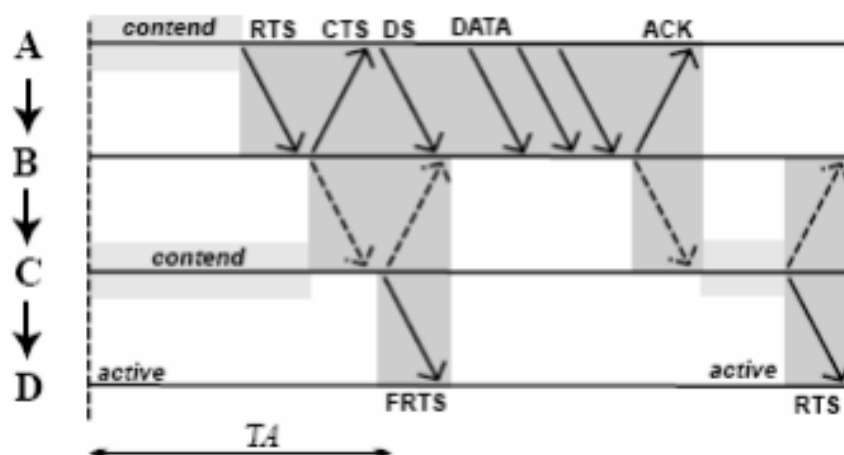 contend RTS CTS DS DATA ACK
A
B
contend
C
active active
D
FRTS RTS
TA